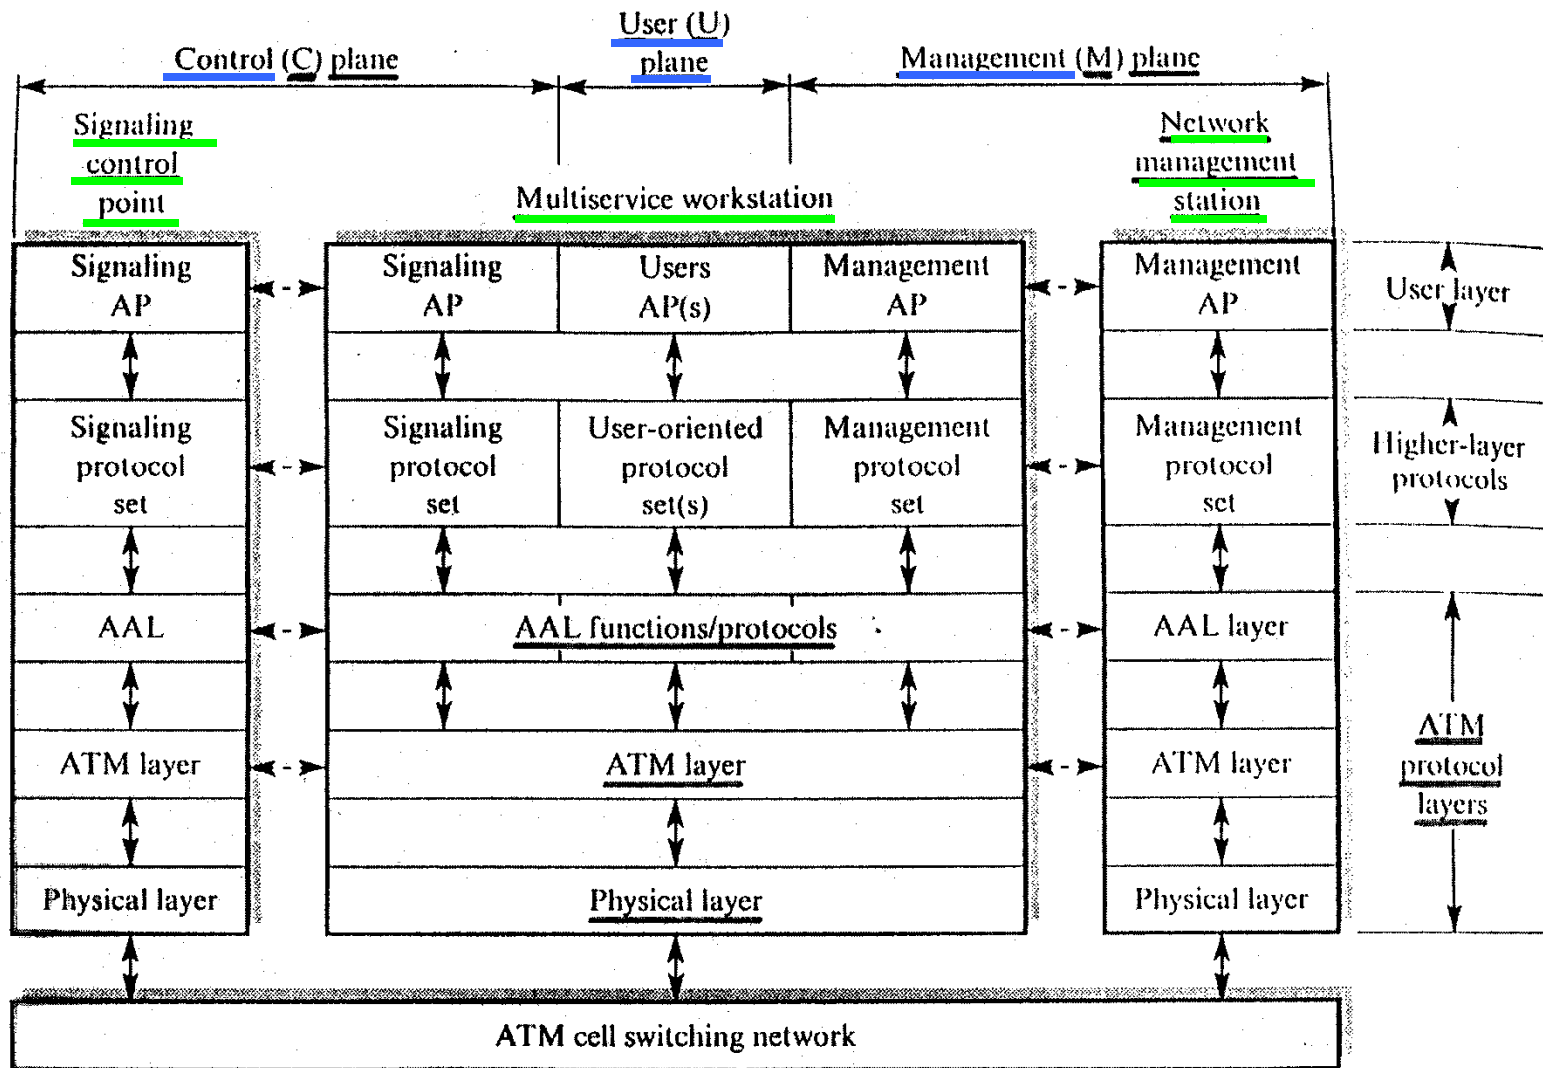 User (U)
plane
Control (C) plane
Management (M) plane
Signaling
control
point
Multiservice workstation
Network
management
station
Signaling
AP
Signaling
AP
Users
AP(s)
Management
AP
Management
AP
User layer
Signaling
protocol
set
Signaling
protocol
set
User-oriented
protocol
set(s)
Management
protocol
set
Management
protocol
set
Higher-layer
protocols
AAL
AAL functions/protocols
AAL layer
ATM layer
ATM layer
ATM layer
ATM
protocol
layers
Physical layer
Physical layer
Physical layer
ATM cell switching network